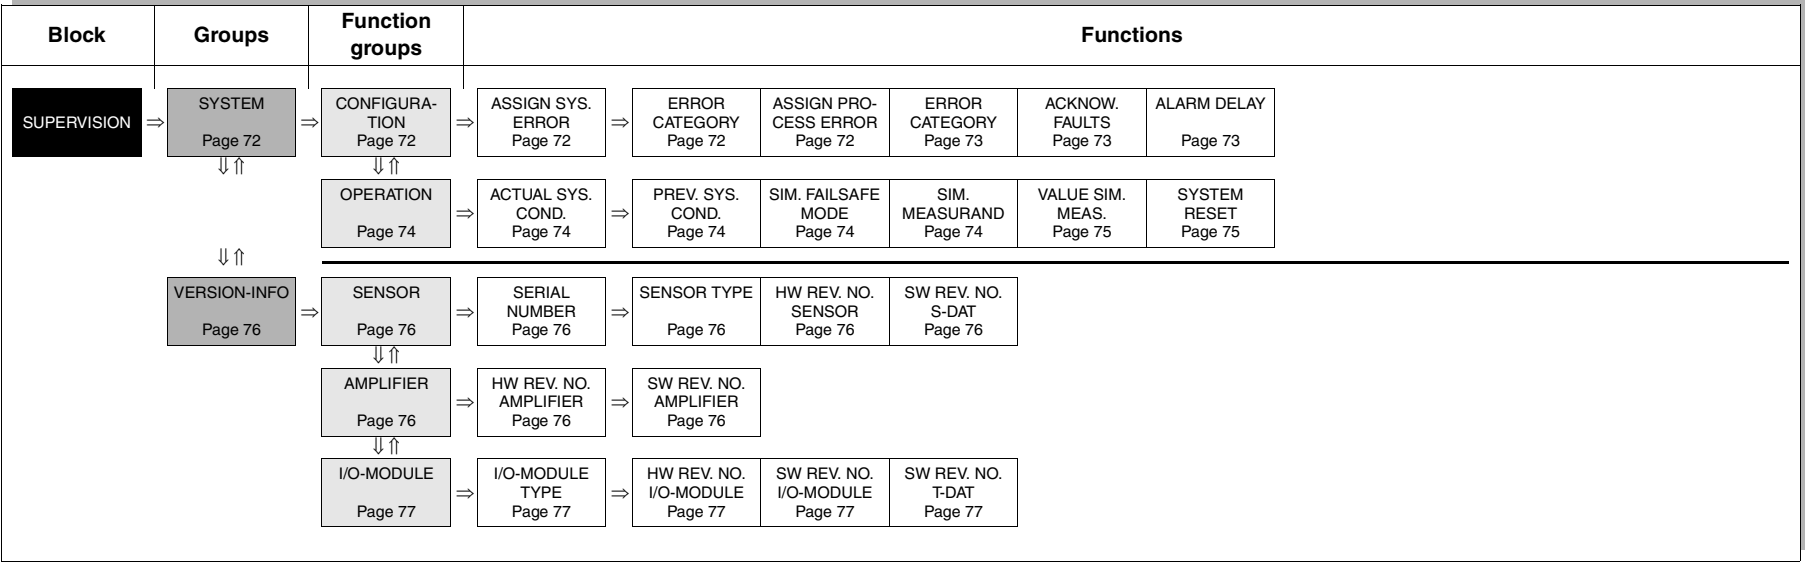 Block
Groups
Function
groups
Functions
SUPERVISION
⇒
SYSTEM
Page 72
⇒
CONFIGURA-
TION
Page 72
⇒
ASSIGN SYS.
ERROR
Page 72
⇒
ERROR
CATEGORY
Page 72
ASSIGN PRO-
CESS ERROR
Page 72
ERROR
CATEGORY
Page 73
ACKNOW.
FAULTS
Page 73
ALARM DELAY
Page 73
⇓⇑
⇓⇑
OPERATION
Page 74
⇒
ACTUAL SYS.
COND.
Page 74
⇒
PREV. SYS.
COND.
Page 74
SIM. FAILSAFE
MODE
Page 74
SIM.
MEASURAND
Page 74
VALUE SIM.
MEAS.
Page 75
SYSTEM
RESET
Page 75
⇓⇑
VERSION-INFO
Page 76
⇒
SENSOR
Page 76
⇒
SERIAL
NUMBER
Page 76
⇒
SENSOR TYPE
Page 76
HW REV. NO.
SENSOR
Page 76
SW REV. NO.
S-DAT
Page 76
⇓⇑
AMPLIFIER
Page 76
⇒
HW REV. NO.
AMPLIFIER
Page 76
⇒
SW REV. NO.
AMPLIFIER
Page 76
⇓⇑
I/O-MODULE
Page 77
⇒
I/O-MODULE
TYPE
Page 77
⇒
HW REV. NO.
I/O-MODULE
Page 77
SW REV. NO.
I/O-MODULE
Page 77
SW REV. NO.
T-DAT
Page 77